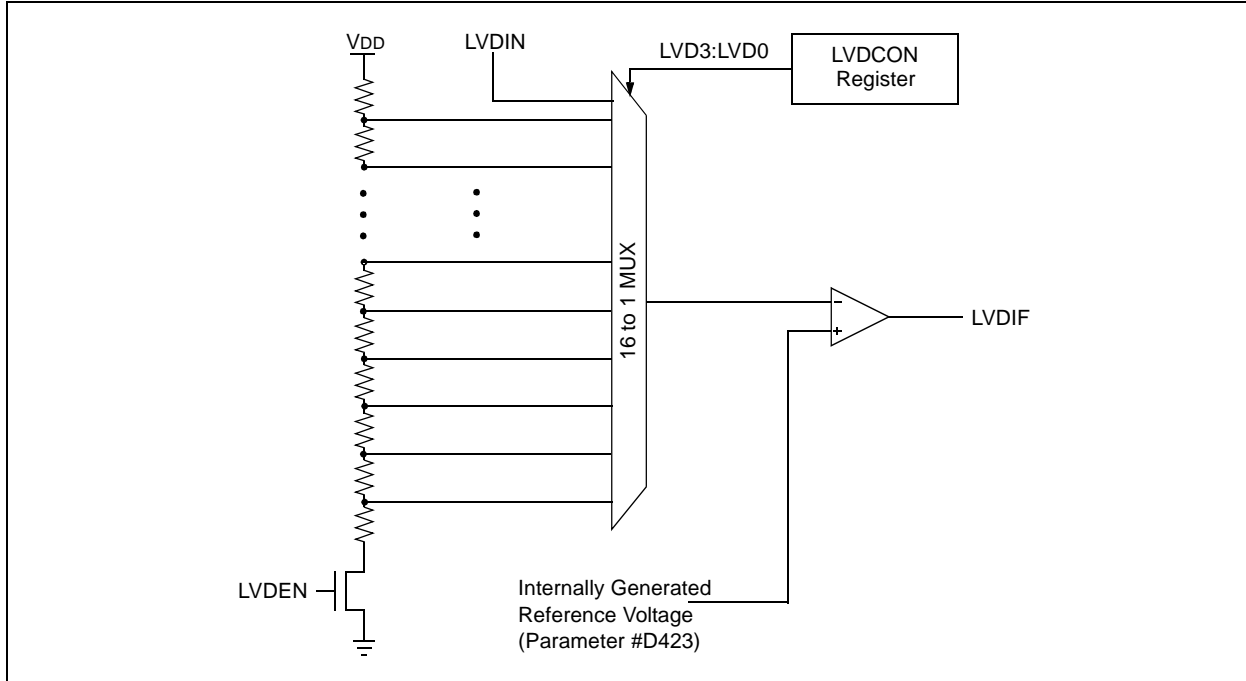 VDD
LVDIN
LVD3:LVD0
LVDCON
Register
16 to 1 MUX
−
+
LVDIF
LVDEN
Internally Generated
Reference Voltage
(Parameter #D423)